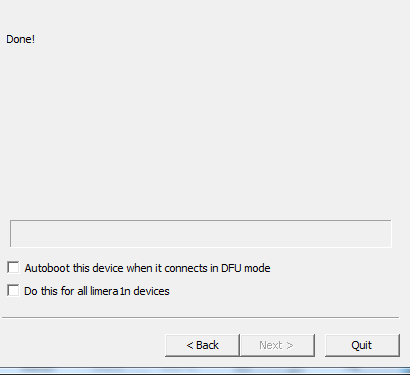 Done!
Autoboot this device when it connects in DFU mode
Do this for all limera1n devices
< Back Next > Quit